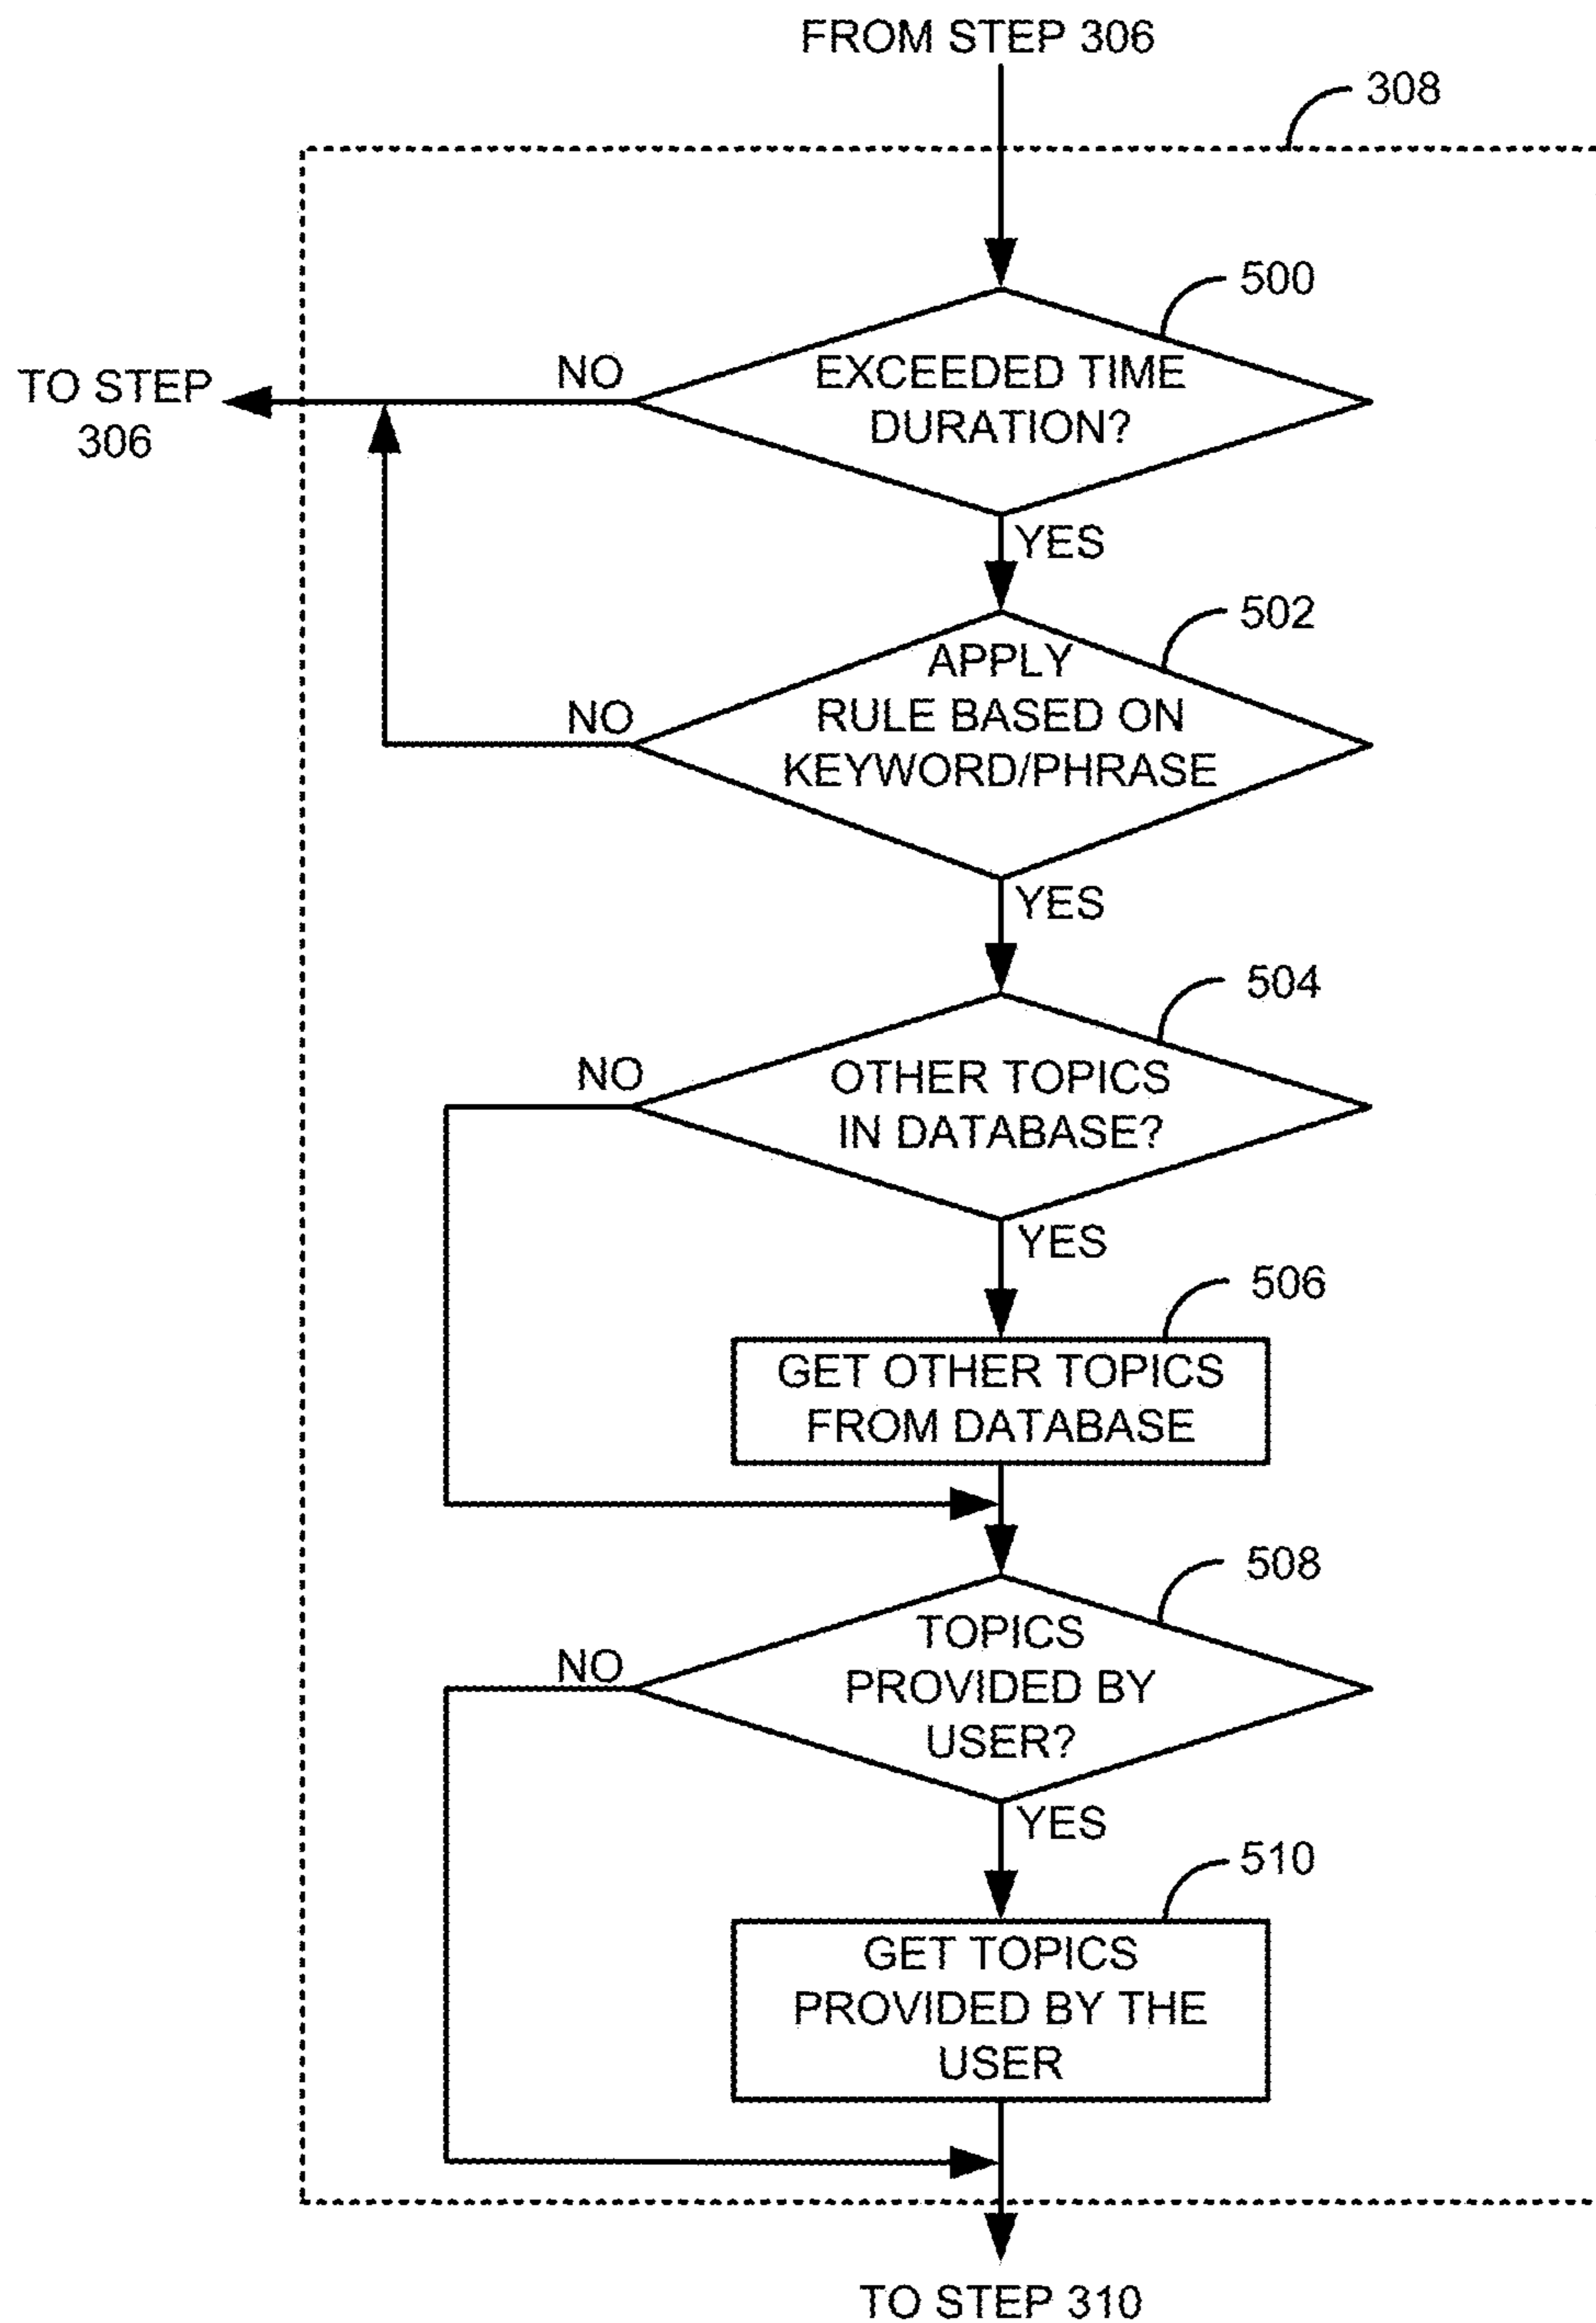 FROM STEP 306
308
500
EXCEEDED TIME
DURATION?
NO
TO STEP
306
YES
502
APPLY
RULE BASED ON
KEYWORD/PHRASE
NO
YES
504
OTHER TOPICS
IN DATABASE?
NO
YES
506
GET OTHER TOPICS
FROM DATABASE
508
TOPICS
PROVIDED BY
USER?
NO
YES
510
GET TOPICS
PROVIDED BY THE
USER
TO STEP 310